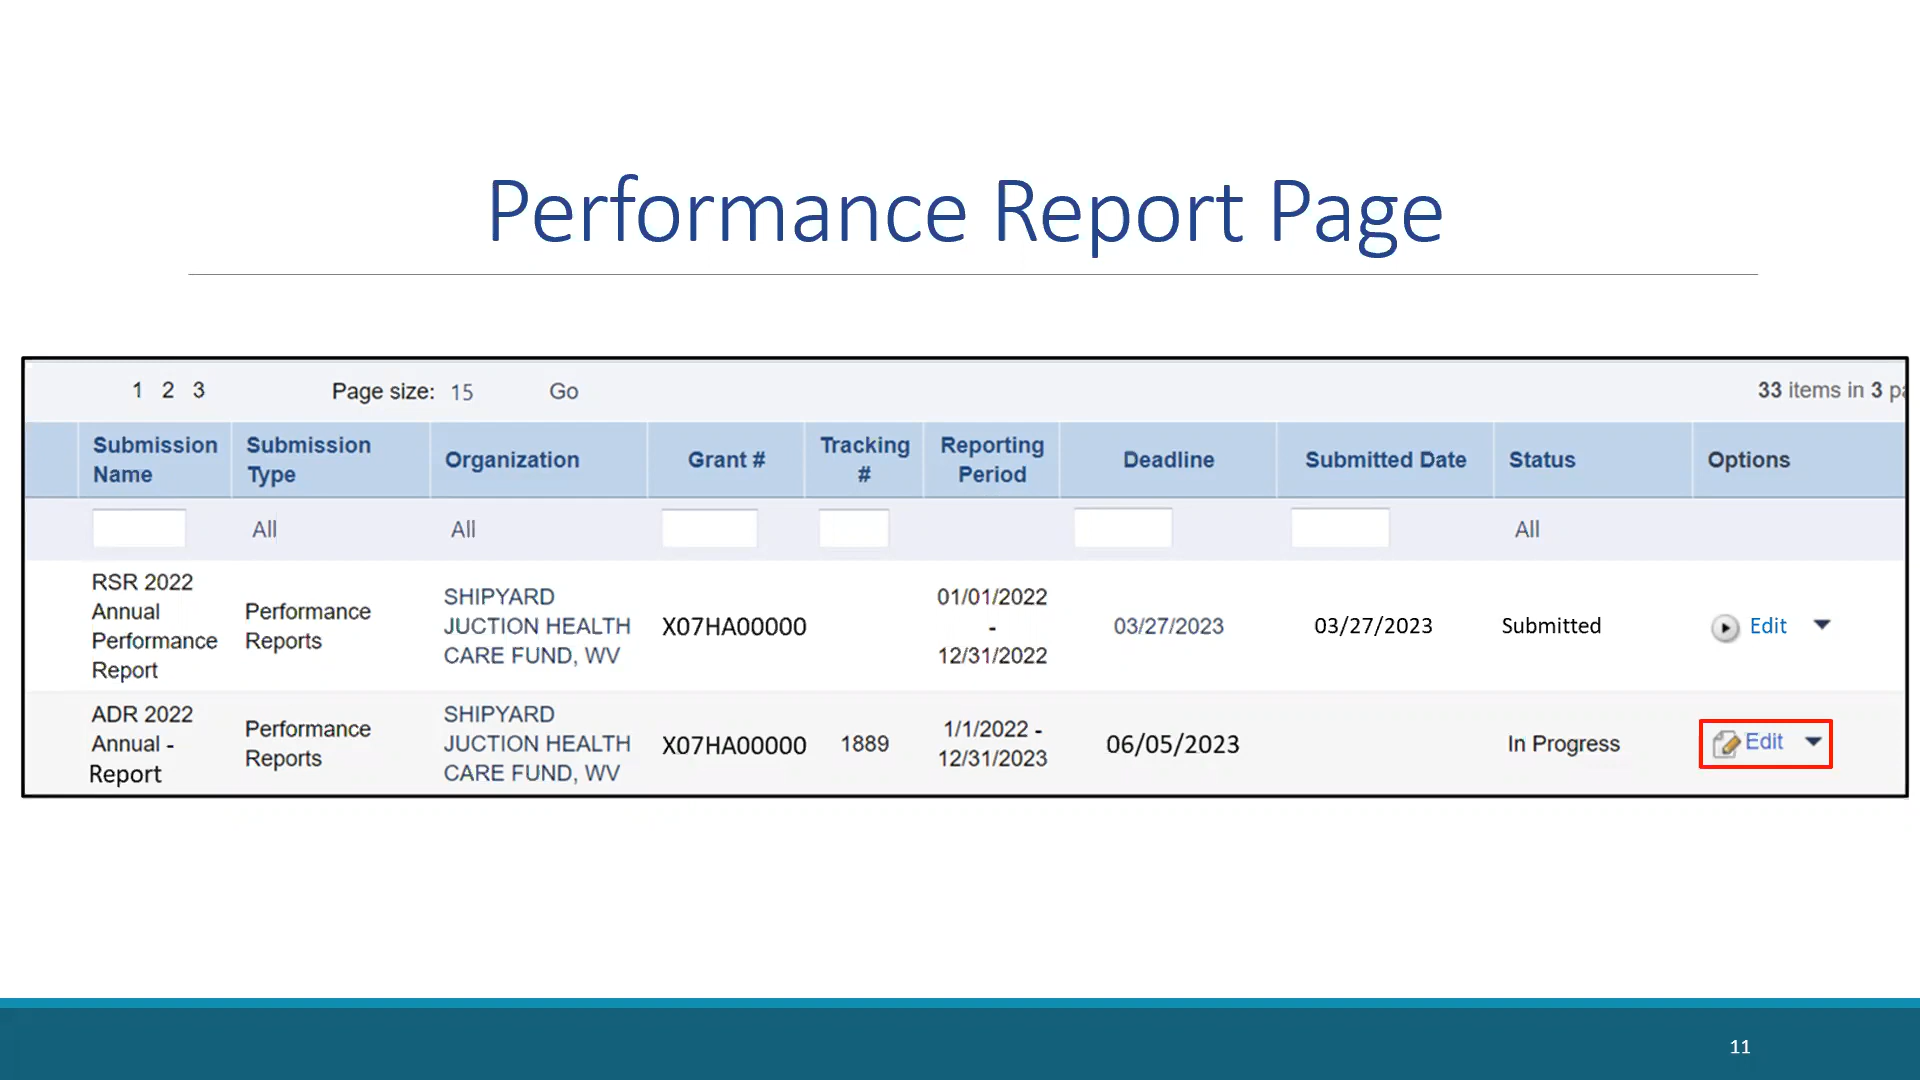 Performance Report Page
1 2 3 Page size: 15 Go 33 items in 3
Submission Name Submission Type Organization Grant # Tracking # Reporting Period Deadline Submitted Date Status Options
All All All
RSR 2022 Annual Performance Report Performance Reports SHIPYARD JUCTION HEALTH CARE FUND, WV X07HA00000 01/01/2022 - 12/31/2022 03/27/2023 03/27/2023 Submitted Edit
ADR 2022 Annual - Report Performance Reports SHIPYARD JUCTION HEALTH CARE FUND, WV X07HA00000 1889 1/1/2022 - 12/31/2023 06/05/2023 In Progress Edit
11